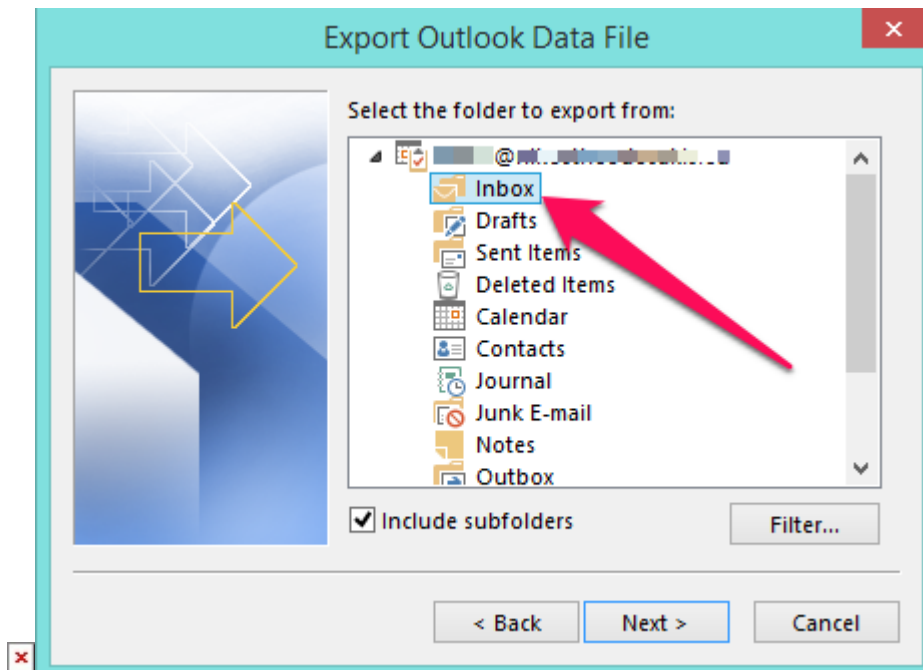 Export Outlook Data File
Select the folder to export from:
@
Inbox
Drafts
Sent Items
Deleted Items
Calendar
Contacts
Journal
Junk E-mail
Notes
Outbox
Include subfolders
Filter...
< Back
Next >
Cancel